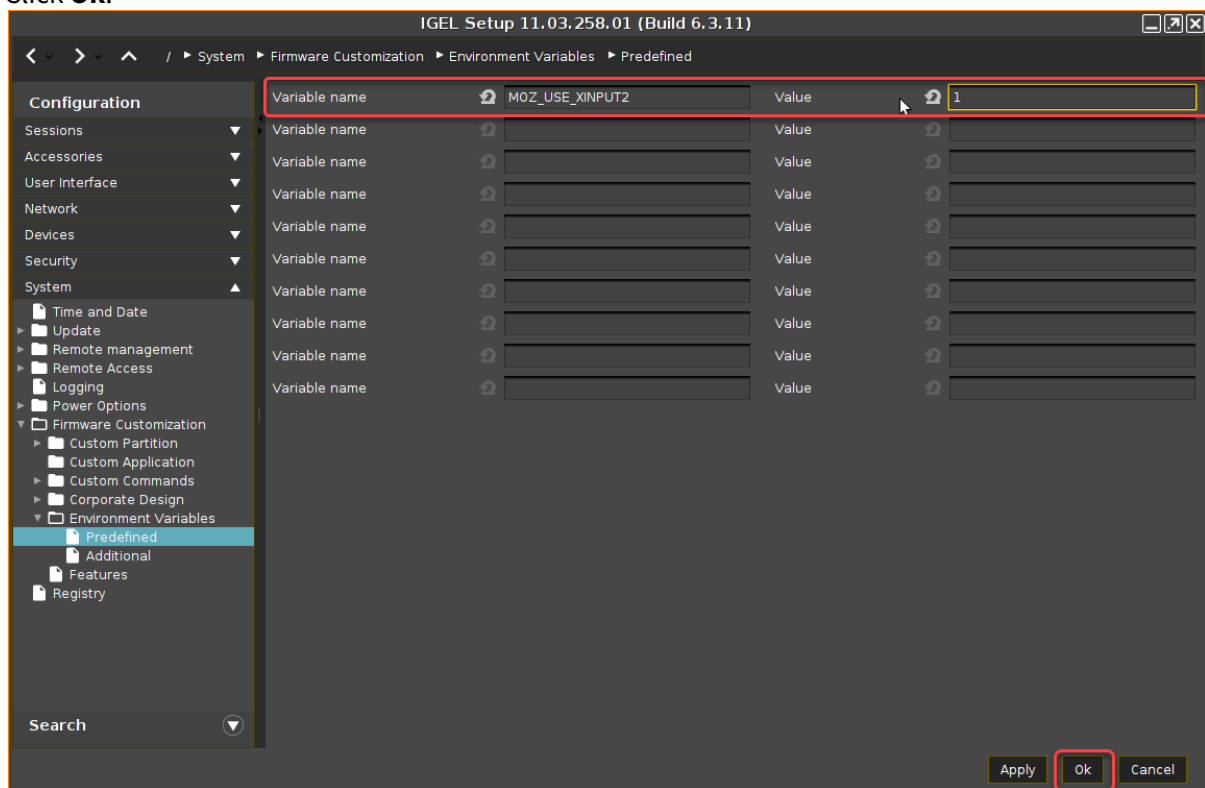 Click OK.
IGEL Setup 11.03.258.01 (Build 6.3.11)
/ System Firmware Customization Environment Variables Predefined
Configuration
Sessions
Accessories
User Interface
Network
Devices
Security
System
Time and Date
Update
Remote management
Remote Access
Logging
Power Options
Firmware Customization
Custom Partition
Custom Application
Custom Commands
Corporate Design
Environment Variables
Predefined
Additional
Features
Registry
Search
Variable name MOZ_USE_XINPUT2 Value 1
Variable name Value
Variable name Value
Variable name Value
Variable name Value
Variable name Value
Variable name Value
Variable name Value
Variable name Value
Variable name Value
Apply Ok Cancel